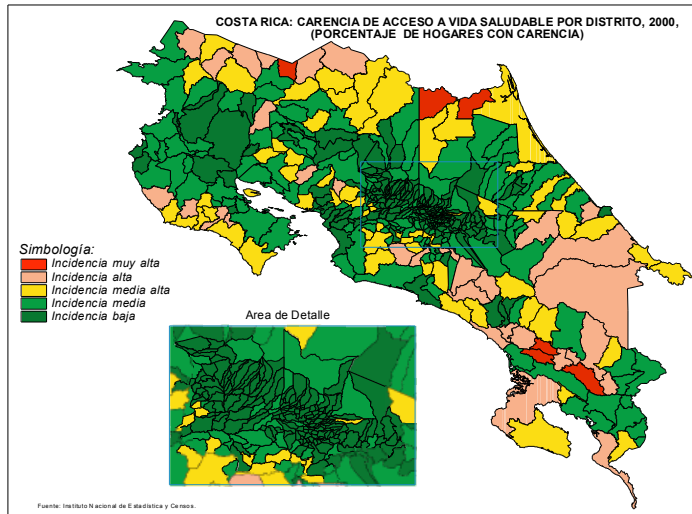 COSTA RICA: CARENCIA DE ACCESO A VIDA SALUDABLE POR DISTRITO, 2000,
(PORCENTAJE DE HOGARES CON CARENCIA)
Simbología:
Incidencia muy alta
Incidencia alta
Incidencia media alta
Incidencia media
Incidencia baja
Area de Detalle
Fuente: Instituto Nacional de Estadística y Censos.